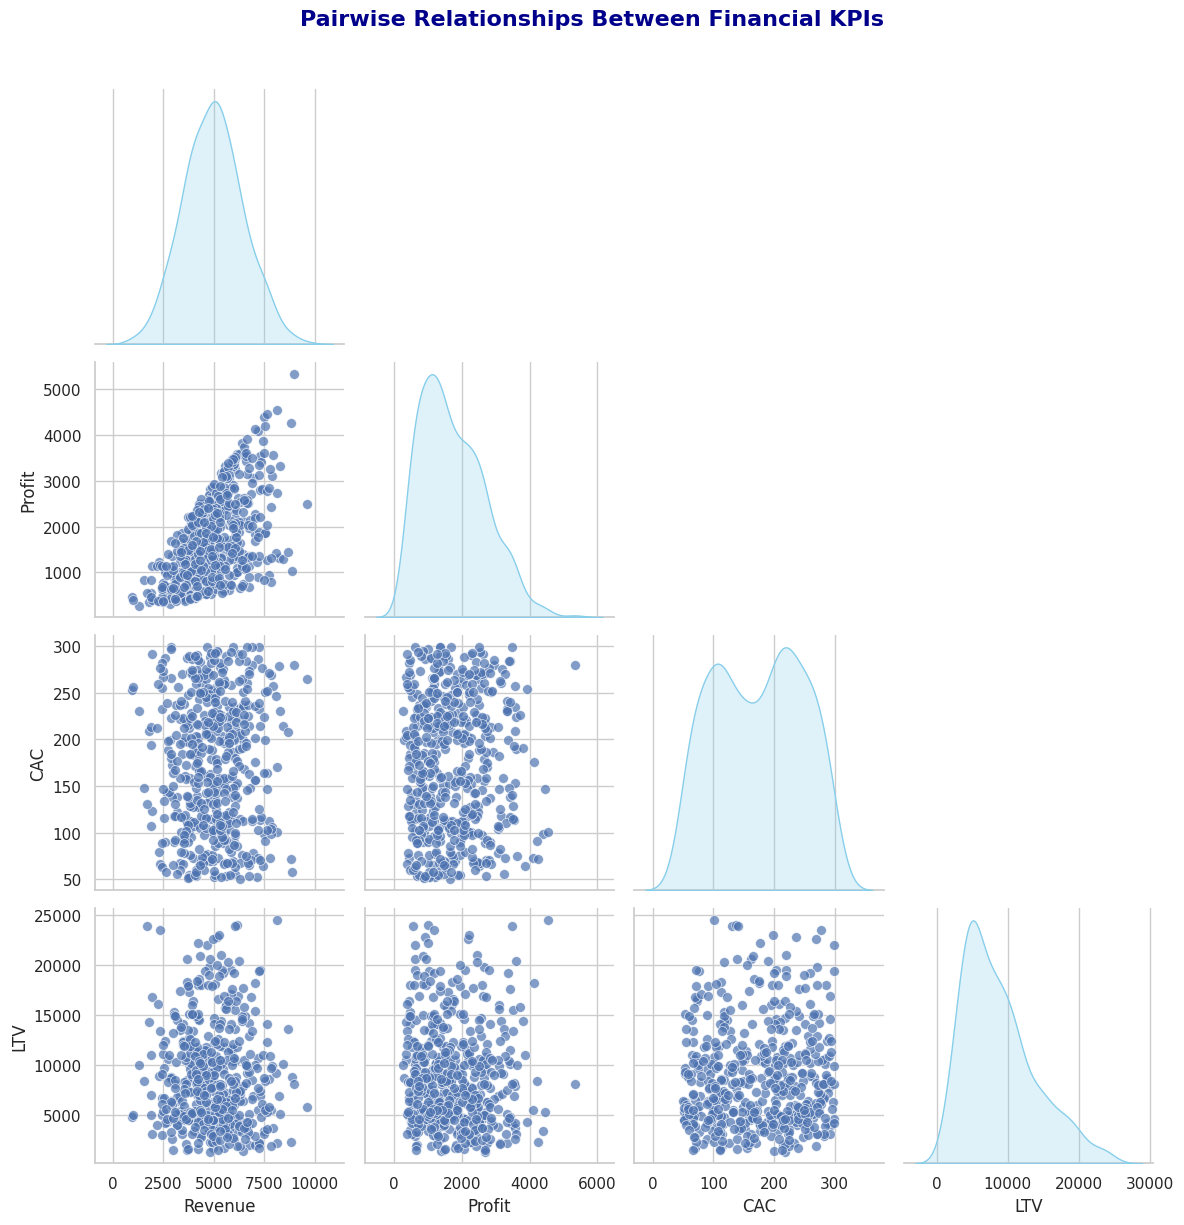 Pairwise Relationships Between Financial KPIs
5000
4000
3000
2000
1000
Profit
300
250
200
150
100
50
CAC
25000
20000
15000
10000
5000
LTV
0 2500 5000 7500 10000
0 2000 4000 6000
0 100 200 300
0 10000 20000 30000
Revenue
Profit
CAC
LTV